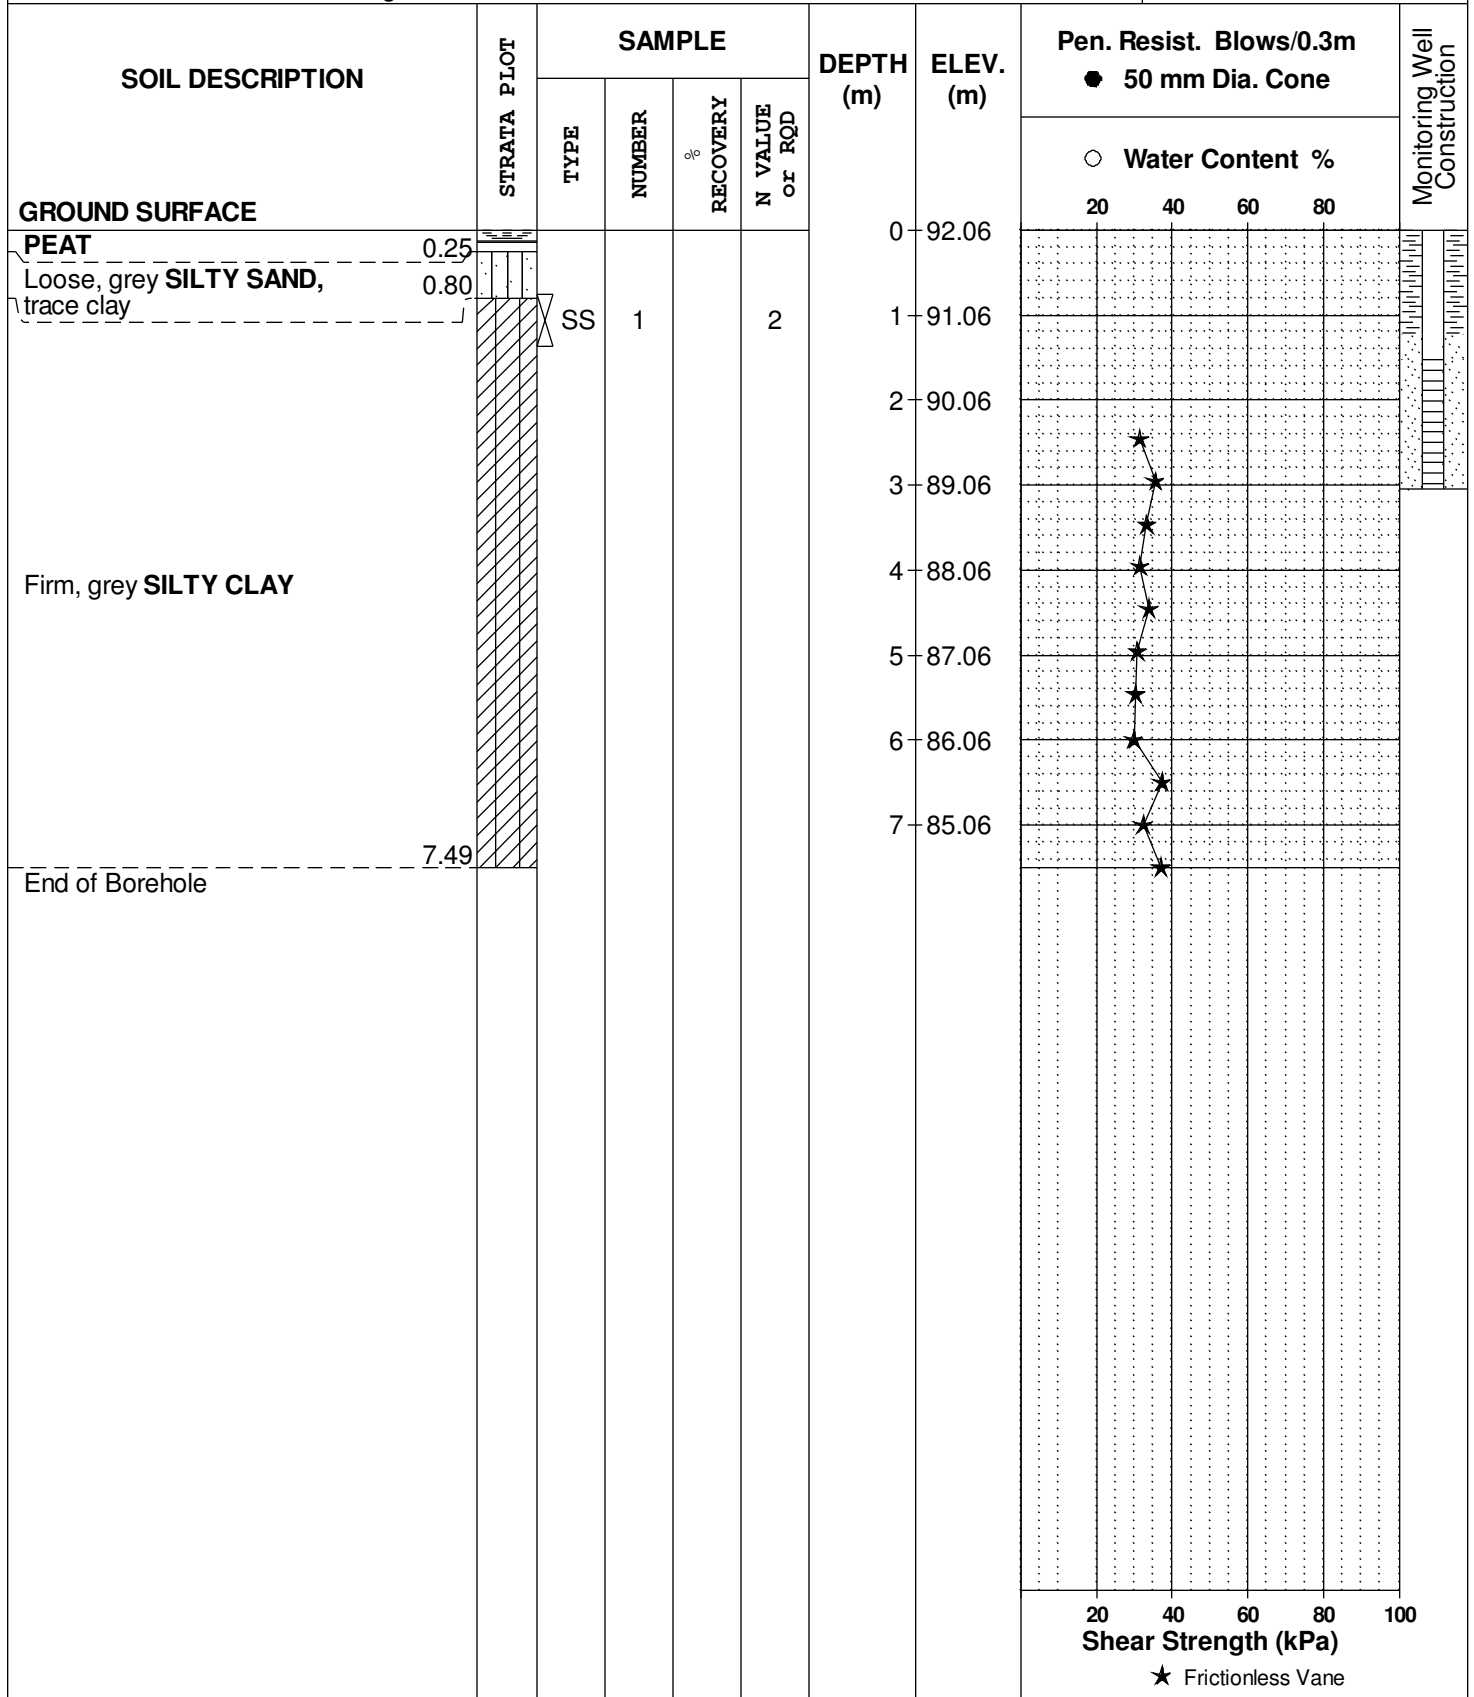 SOIL DESCRIPTION
GROUND SURFACE
STRATA PLOT
SAMPLE
TYPE
NUMBER
%
RECOVERY
N VALUE
or RQD
DEPTH
(m)
ELEV.
(m)
Pen. Resist. Blows/0.3m
● 50 mm Dia. Cone
○ Water Content %
20 40 60 80
Monitoring Well
Construction
PEAT 0.25
Loose, grey SILTY SAND, 0.80
trace clay
SS 1 2
0 92.06
1 91.06
2 90.06
3 89.06
4 88.06
5 87.06
6 86.06
7 85.06
Firm, grey SILTY CLAY
7.49
End of Borehole
20 40 60 80 100
Shear Strength (kPa)
★ Frictionless Vane